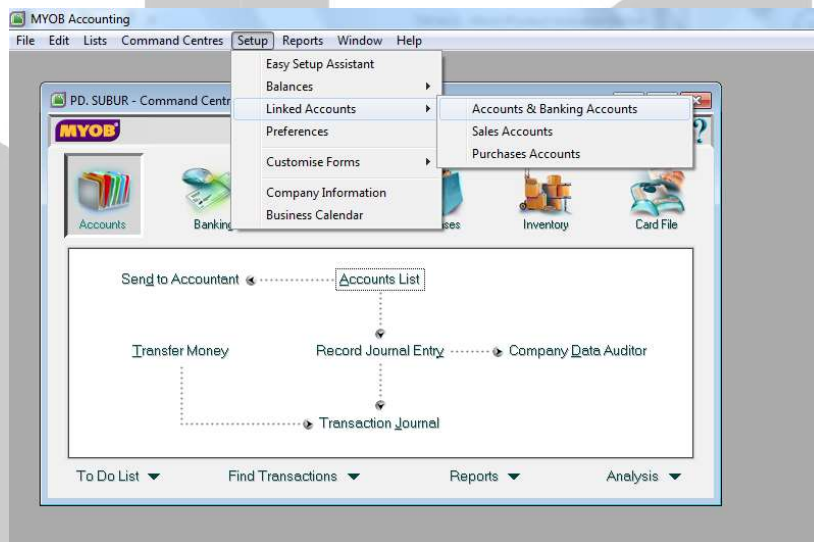 MYOB Accounting
File Edit Lists Command Centres Setup Reports Window Help
Easy Setup Assistant
Balances
Linked Accounts
Preferences
Customise Forms
Company Information
Business Calendar
Accounts & Banking Accounts
Sales Accounts
Purchases Accounts
PD. SUBUR - Command Centr
MYOB ?
Accounts Banking ses Inventory Card File
Send to Accountant Accounts List
Transfer Money Record Journal Entry Company Data Auditor
Transaction Journal
To Do List Find Transactions Reports Analysis